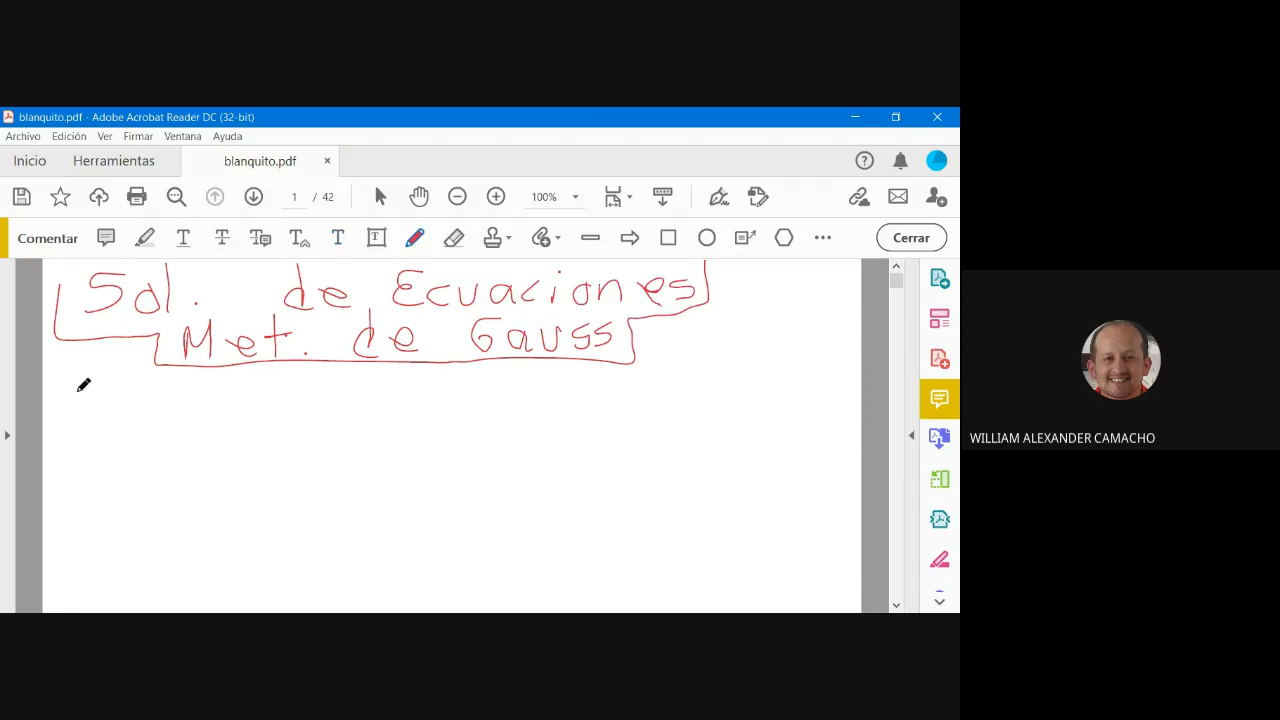 blanquito.pdf - Adobe Acrobat Reader DC (32-bit)
Archivo Edición Ver Firmar Ventana Ayuda
Inicio Herramientas blanquito.pdf ×
1 / 42 100%
Comentar Cerrar
Sol. de Ecuaciones
Met. de Gauss
WILLIAM ALEXANDER CAMACHO